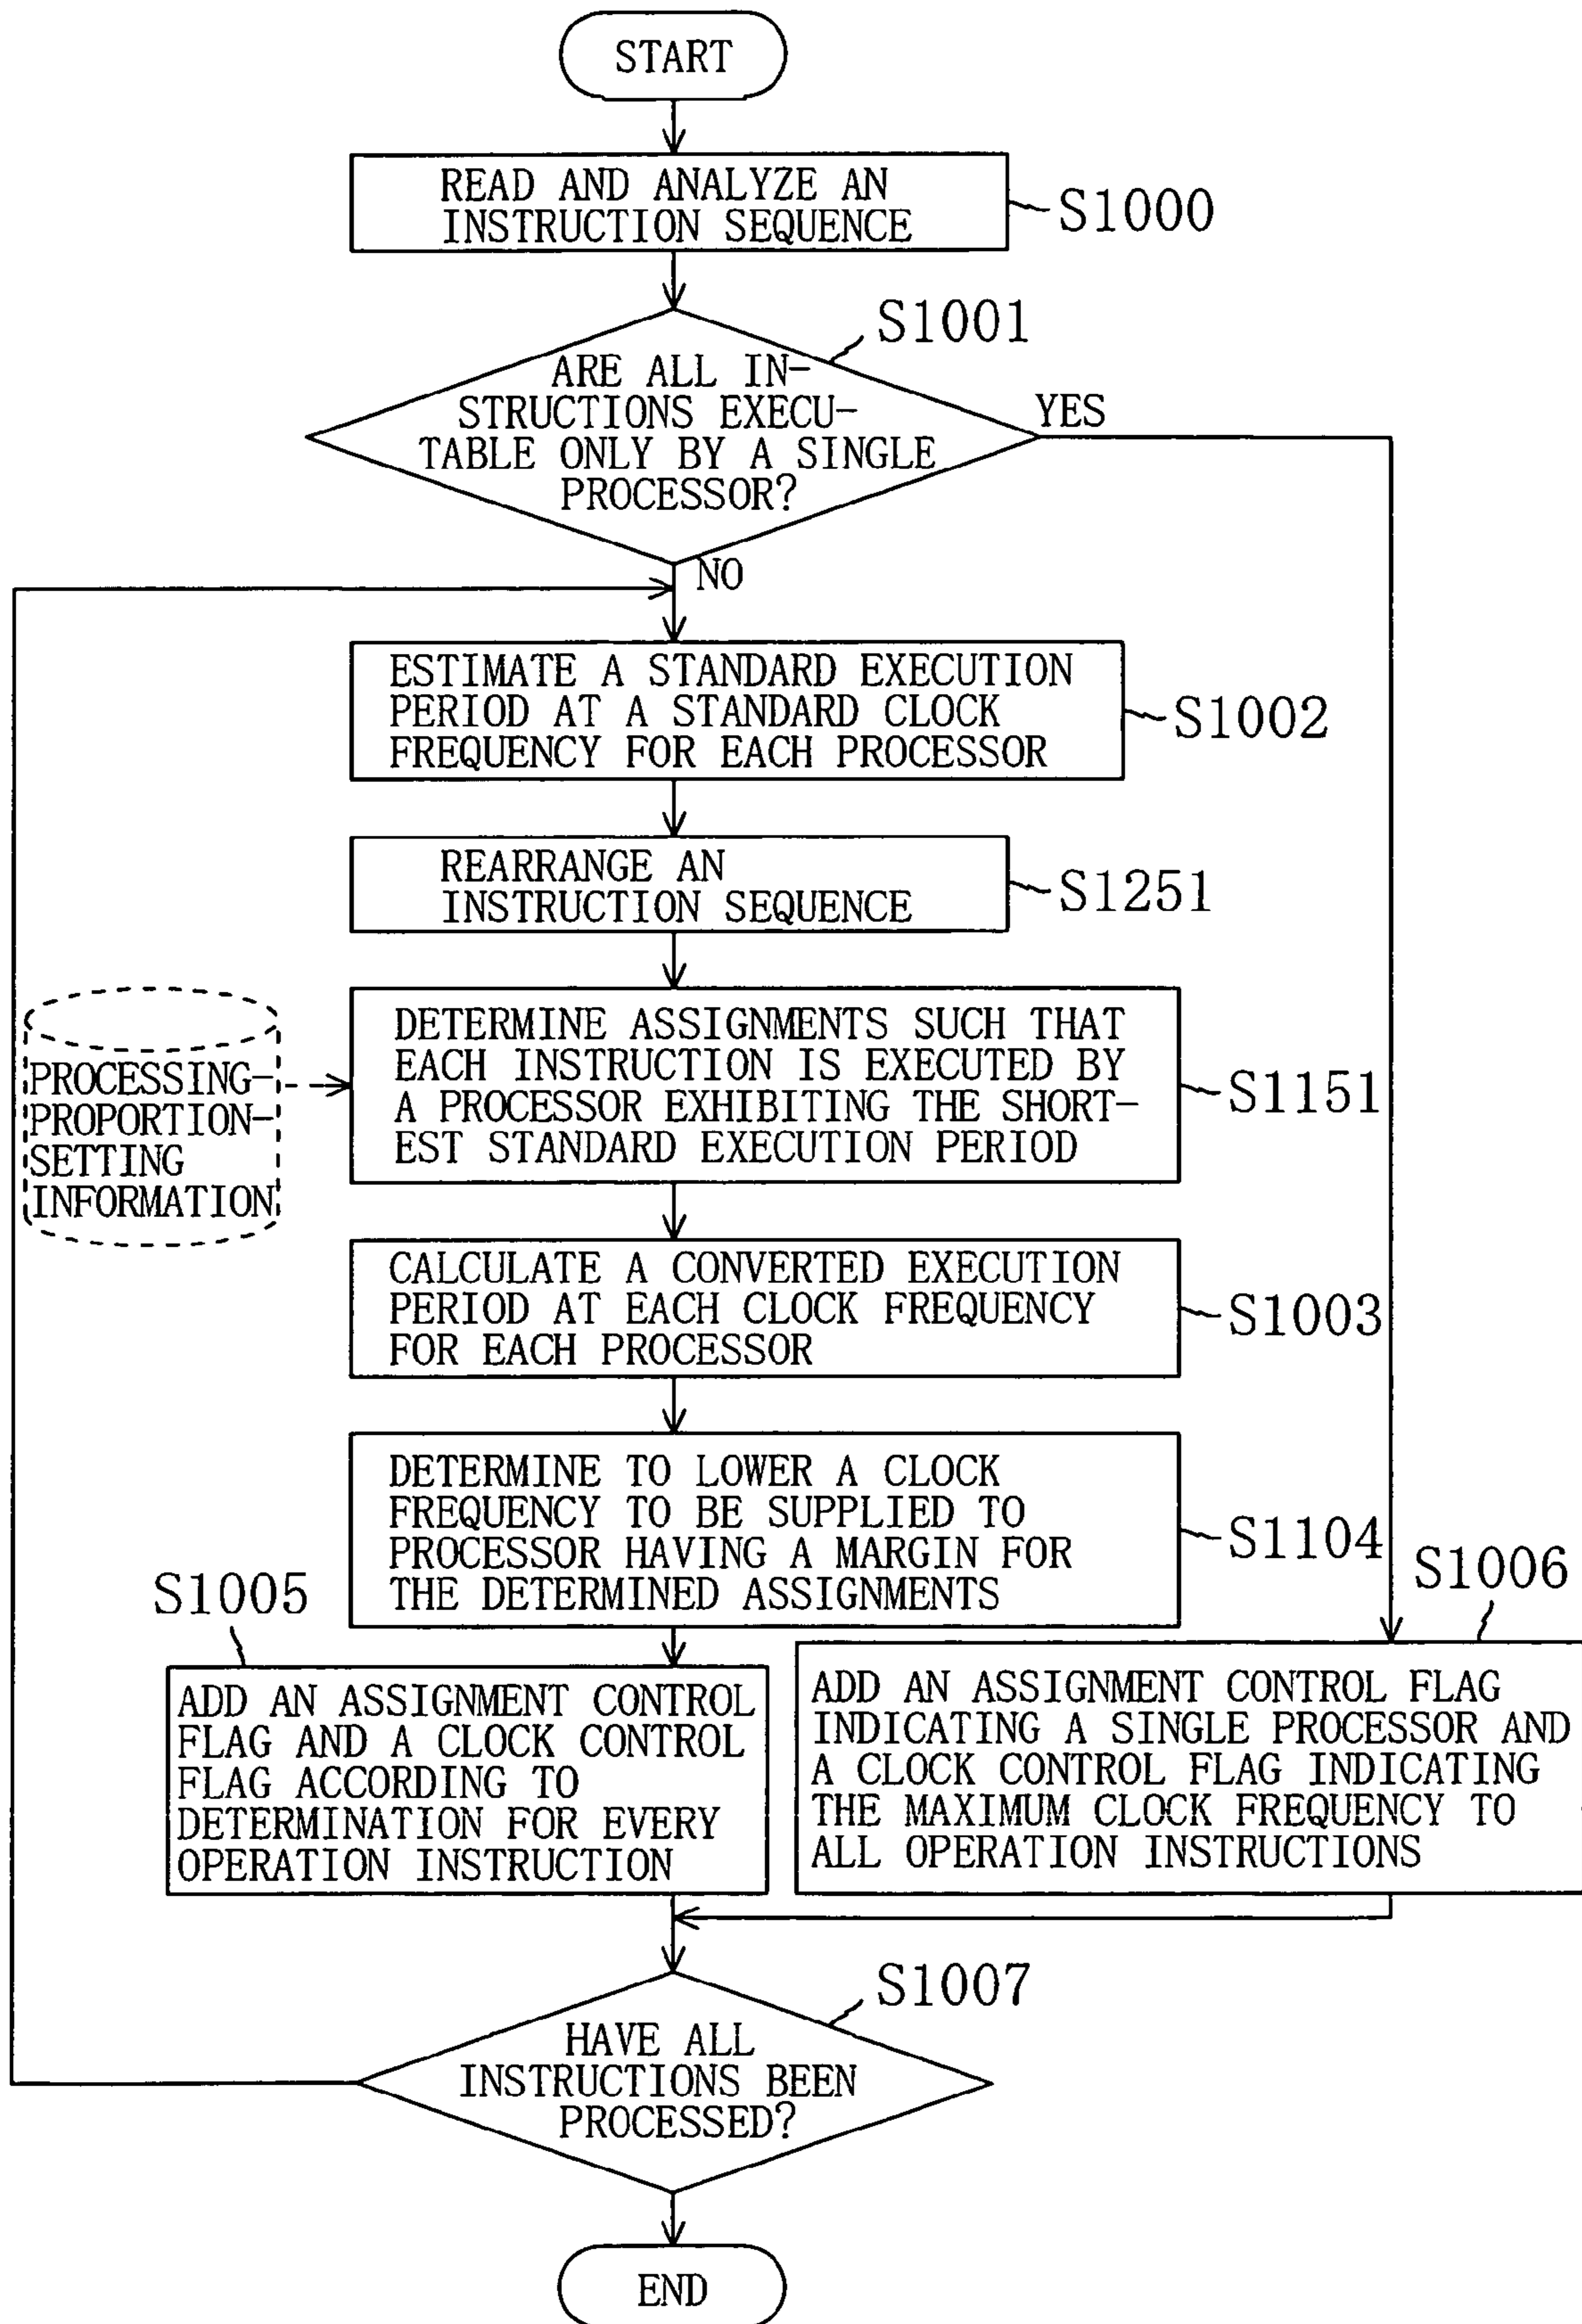 START
READ AND ANALYZE AN
INSTRUCTION SEQUENCE
S1000
S1001
ARE ALL IN-
STRUCTIONS EXECU-
TABLE ONLY BY A SINGLE
PROCESSOR?
YES
NO
ESTIMATE A STANDARD EXECUTION
PERIOD AT A STANDARD CLOCK
FREQUENCY FOR EACH PROCESSOR
S1002
REARRANGE AN
INSTRUCTION SEQUENCE
S1251
PROCESSING-
PROPORTION-
SETTING
INFORMATION
DETERMINE ASSIGNMENTS SUCH THAT
EACH INSTRUCTION IS EXECUTED BY
A PROCESSOR EXHIBITING THE SHORT-
EST STANDARD EXECUTION PERIOD
S1151
CALCULATE A CONVERTED EXECUTION
PERIOD AT EACH CLOCK FREQUENCY
FOR EACH PROCESSOR
S1003
DETERMINE TO LOWER A CLOCK
FREQUENCY TO BE SUPPLIED TO
PROCESSOR HAVING A MARGIN FOR
THE DETERMINED ASSIGNMENTS
S1104
S1005
ADD AN ASSIGNMENT CONTROL
FLAG AND A CLOCK CONTROL
FLAG ACCORDING TO
DETERMINATION FOR EVERY
OPERATION INSTRUCTION
S1006
ADD AN ASSIGNMENT CONTROL FLAG
INDICATING A SINGLE PROCESSOR AND
A CLOCK CONTROL FLAG INDICATING
THE MAXIMUM CLOCK FREQUENCY TO
ALL OPERATION INSTRUCTIONS
S1007
HAVE ALL
INSTRUCTIONS BEEN
PROCESSED?
END